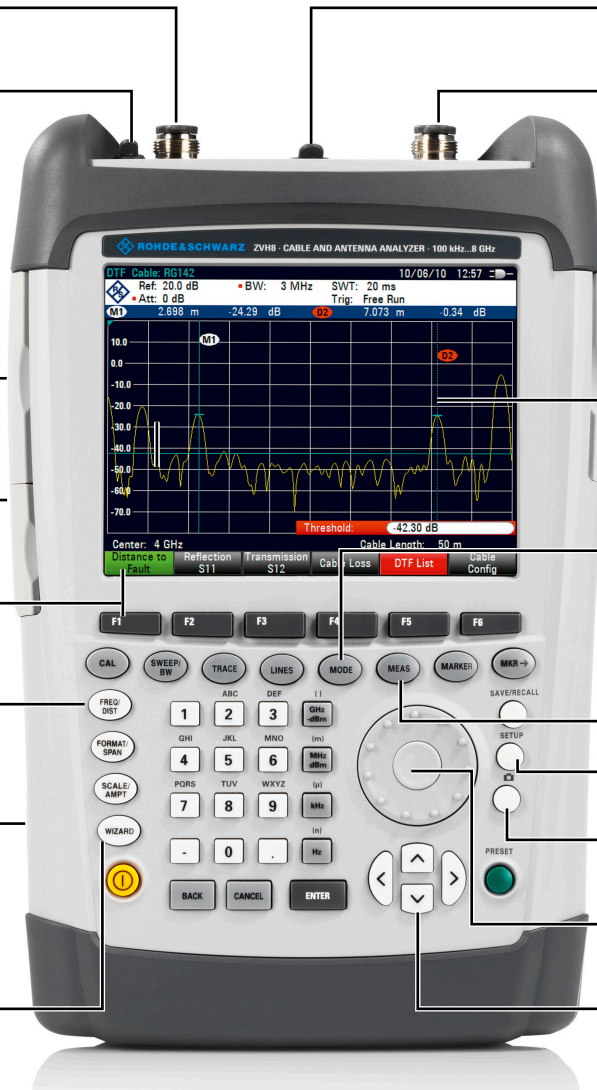 ROHDE&SCHWARZ ZVH8 · CABLE AND ANTENNA ANALYZER · 100 kHz...8 GHz
DTF Cable: RG142 10/06/10 12:57
Ref: 20.0 dB • BW: 3 MHz SWT: 20 ms
• Att: 0 dB Trig: Free Run
M1 2.698 m -24.29 dB D2 7.073 m -0.34 dB
M1
10.0
D2
0.0
-10.0
-20.0
-30.0
-40.0
-50.0
-60.0
-70.0
Threshold: -42.30 dB
Center: 4 GHz Cable Length: 50 m
Distance to Fault
Reflection S11
Transmission S12
Cable Loss
DTF List
Cable Config
F1 F2 F3 F4 F5 F6
CAL SWEEP/BW TRACE LINES MODE MEAS MARKER MKR→
FREQ/DIST
ABC DEF ( )
1 2 3 GHz -dBm
SAVE/RECALL
FORMAT/SPAN
GHI JKL MNO (m)
4 5 6 MHz dBm
SETUP
SCALE/AMPT
PQRS TUV WXYZ (µ)
7 8 9 kHz
WIZARD
(n)
- 0 . Hz
PRESET
BACK CANCEL ENTER